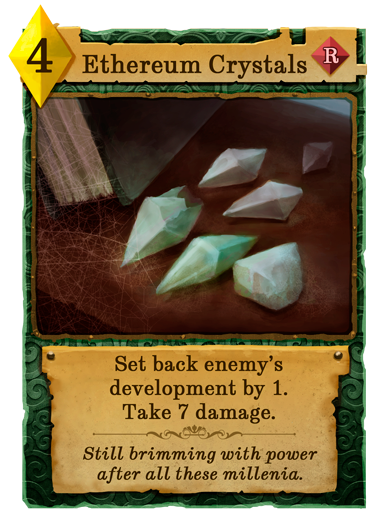 4
Ethereum Crystals
R
Set back enemy's
development by 1.
Take 7 damage.
Still brimming with power
after all these millenia.